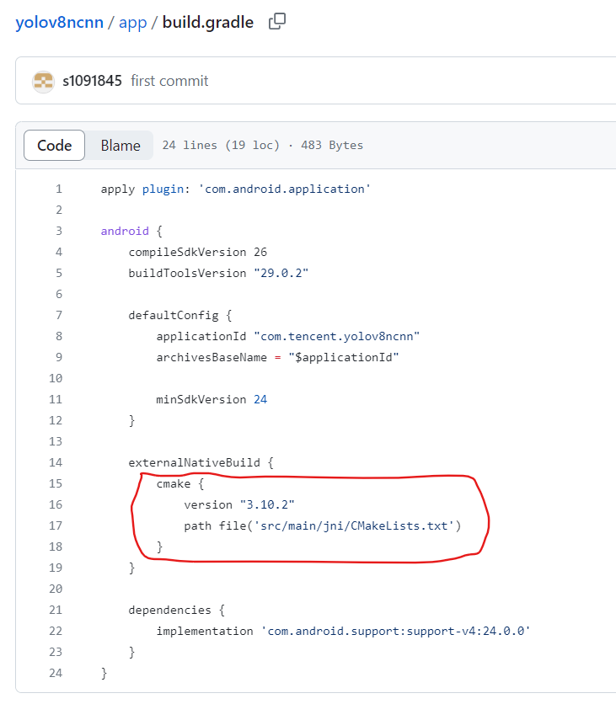 yolov8ncnn / app / build.gradle
s1091845 first commit
Code Blame 24 lines (19 loc) · 483 Bytes
1 apply plugin: 'com.android.application'
2
3 android {
4     compileSdkVersion 26
5     buildToolsVersion "29.0.2"
6
7     defaultConfig {
8         applicationId "com.tencent.yolov8ncnn"
9         archivesBaseName = "$applicationId"
10
11         minSdkVersion 24
12     }
13
14     externalNativeBuild {
15         cmake {
16             version "3.10.2"
17             path file('src/main/jni/CMakeLists.txt')
18         }
19     }
20
21     dependencies {
22         implementation 'com.android.support:support-v4:24.0.0'
23     }
24 }